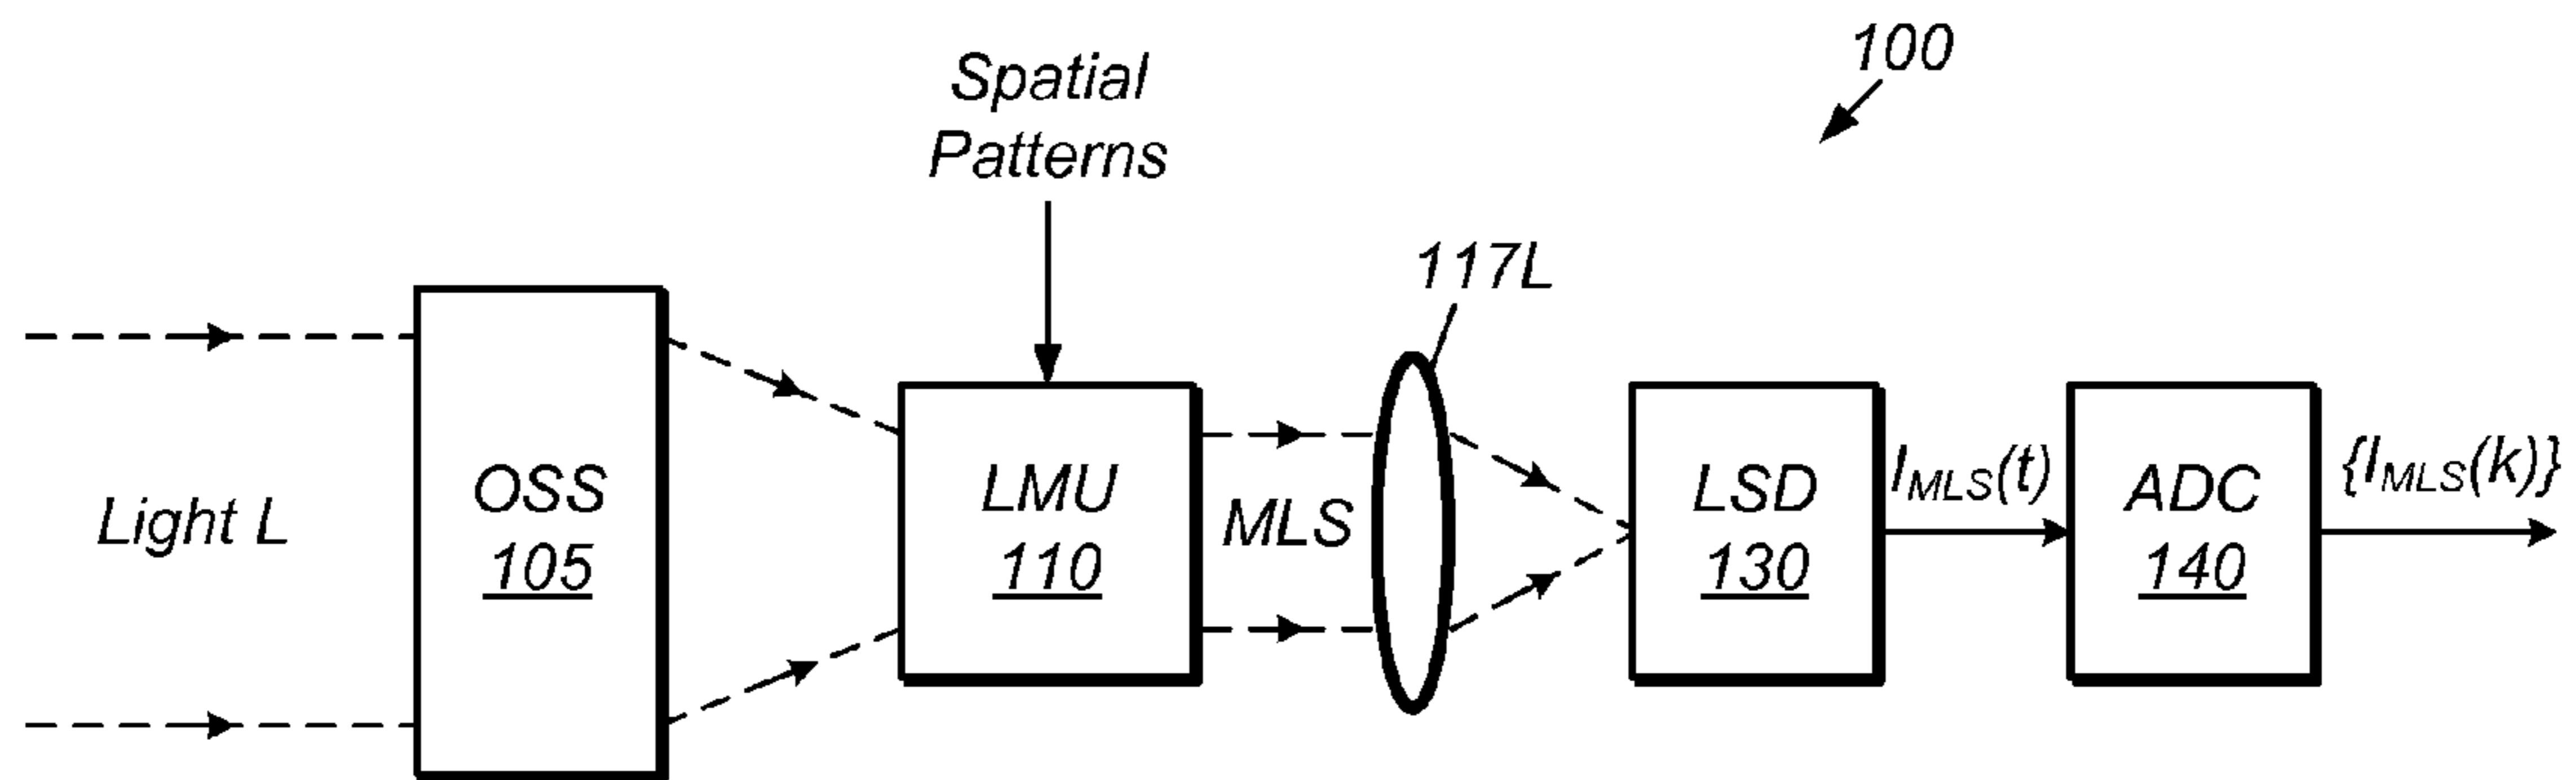 100
Spatial
Patterns
117L
Light L
OSS
105
LMU
110
MLS
LSD
130
I_MLS(t)
ADC
140
{I_MLS(k)}